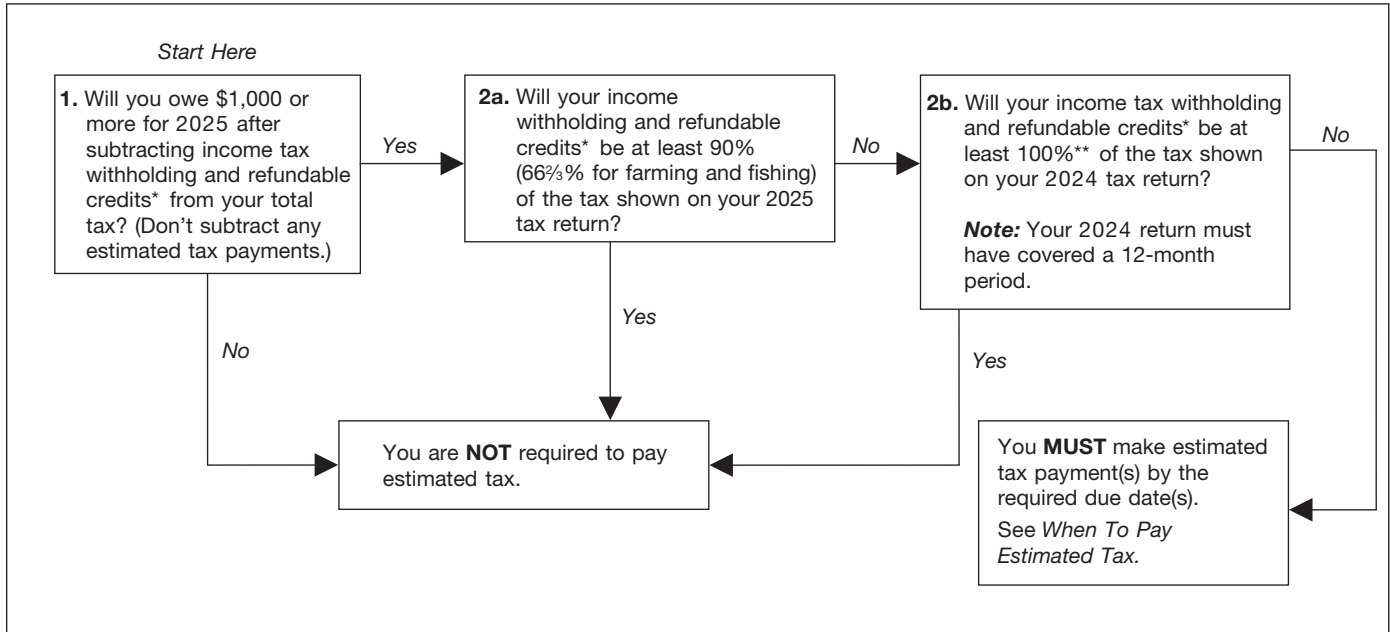 Start Here
1. Will you owe $1,000 or
more for 2025 after
subtracting income tax
withholding and refundable
credits* from your total
tax? (Don't subtract any
estimated tax payments.)
Yes
2a. Will your income
withholding and refundable
credits* be at least 90%
(66⅔% for farming and fishing)
of the tax shown on your 2025
tax return?
No
2b. Will your income tax withholding
and refundable credits* be at
least 100%** of the tax shown
on your 2024 tax return?
Note: Your 2024 return must
have covered a 12-month
period.
No
No
Yes
Yes
You are NOT required to pay
estimated tax.
You MUST make estimated
tax payment(s) by the
required due date(s).
See When To Pay
Estimated Tax.